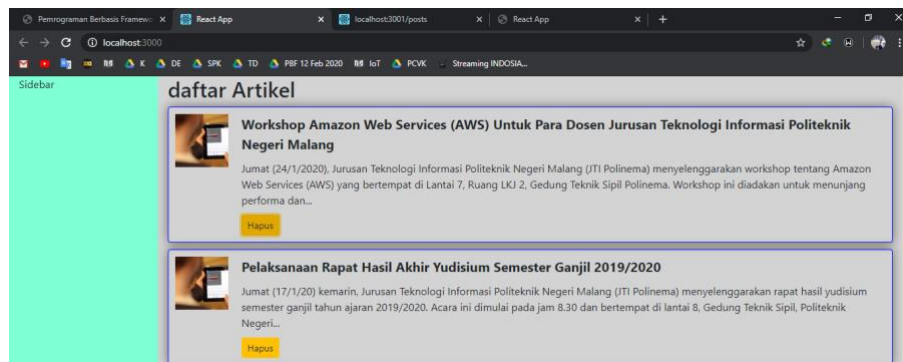 Pemrograman Berbasis Framewo
React App
localhost:3001/posts
React App
localhost:3000
K
DE
SPK
TD
PBF 12 Feb 2020
IoT
PCVK
Streaming INDOSIA...
Sidebar
daftar Artikel
Workshop Amazon Web Services (AWS) Untuk Para Dosen Jurusan Teknologi Informasi Politeknik
Negeri Malang
Jumat (24/1/2020), Jurusan Teknologi Informasi Politeknik Negeri Malang (JTI Polinema) menyelenggarakan workshop tentang Amazon
Web Services (AWS) yang bertempat di Lantai 7, Ruang LKJ 2, Gedung Teknik Sipil Polinema. Workshop ini diadakan untuk menunjang
performa dan...
Hapus
Pelaksanaan Rapat Hasil Akhir Yudisium Semester Ganjil 2019/2020
Jumat (17/1/20) kemarin, Jurusan Teknologi Informasi Politeknik Negeri Malang (JTI Polinema) menyelenggarakan rapat hasil yudisium
semester ganjil tahun ajaran 2019/2020. Acara ini dimulai pada jam 8.30 dan bertempat di lantai 8, Gedung Teknik Sipil, Politeknik
Negeri...
Hapus